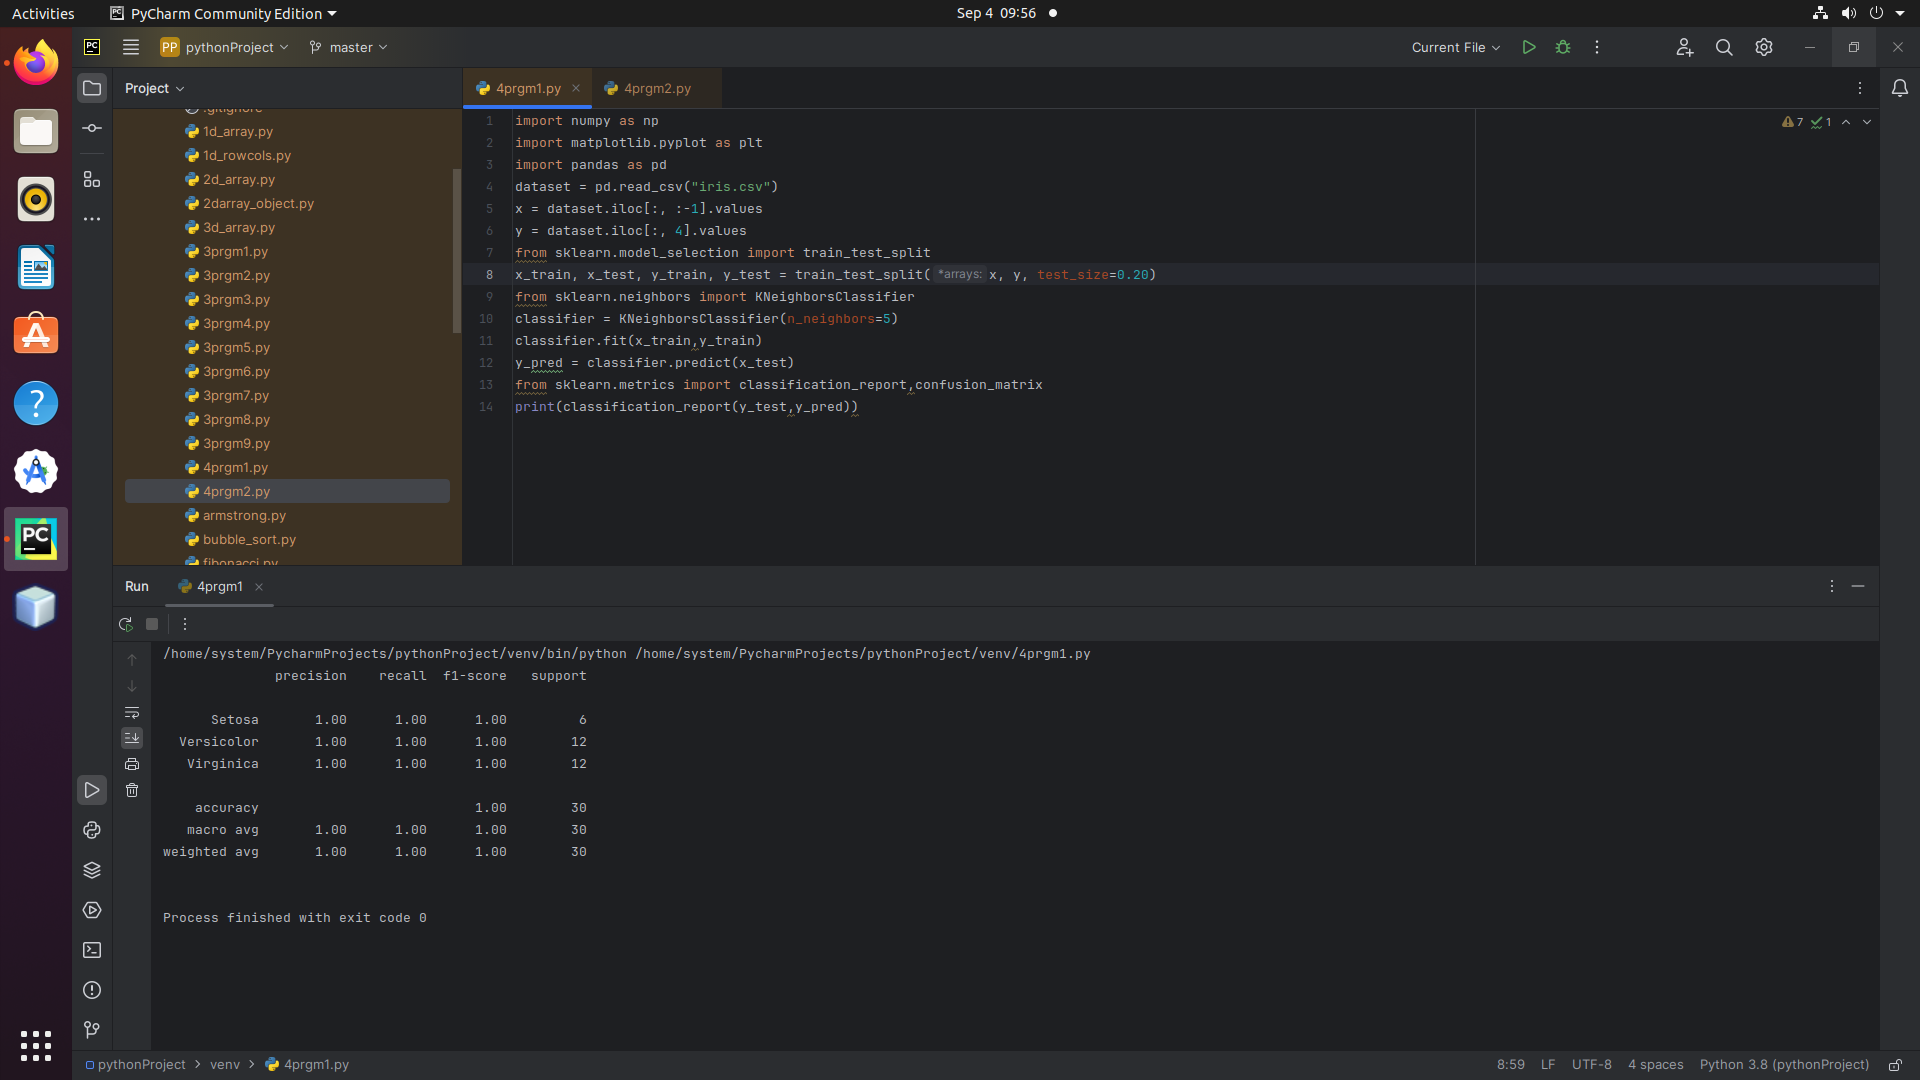 Activities
PyCharm Community Edition
Sep 4 09:56
PC
PP pythonProject
master
Current File
Project
.gitignore
1d_array.py
1d_rowcols.py
2d_array.py
2darray_object.py
3d_array.py
3prgm1.py
3prgm2.py
3prgm3.py
3prgm4.py
3prgm5.py
3prgm6.py
3prgm7.py
3prgm8.py
3prgm9.py
4prgm1.py
4prgm2.py
armstrong.py
bubble_sort.py
fibonacci.py
4prgm1.py
4prgm2.py
7 1
1 import numpy as np
2 import matplotlib.pyplot as plt
3 import pandas as pd
4 dataset = pd.read_csv("iris.csv")
5 x = dataset.iloc[:, :-1].values
6 y = dataset.iloc[:, 4].values
7 from sklearn.model_selection import train_test_split
8 x_train, x_test, y_train, y_test = train_test_split( *arrays: x, y, test_size=0.20)
9 from sklearn.neighbors import KNeighborsClassifier
10 classifier = KNeighborsClassifier(n_neighbors=5)
11 classifier.fit(x_train,y_train)
12 y_pred = classifier.predict(x_test)
13 from sklearn.metrics import classification_report,confusion_matrix
14 print(classification_report(y_test,y_pred))
PC
Run
4prgm1
/home/system/PycharmProjects/pythonProject/venv/bin/python /home/system/PycharmProjects/pythonProject/venv/4prgm1.py
precision recall f1-score support
Setosa 1.00 1.00 1.00 6
Versicolor 1.00 1.00 1.00 12
Virginica 1.00 1.00 1.00 12
accuracy 1.00 30
macro avg 1.00 1.00 1.00 30
weighted avg 1.00 1.00 1.00 30
Process finished with exit code 0
pythonProject > venv > 4prgm1.py
8:59 LF UTF-8 4 spaces Python 3.8 (pythonProject)